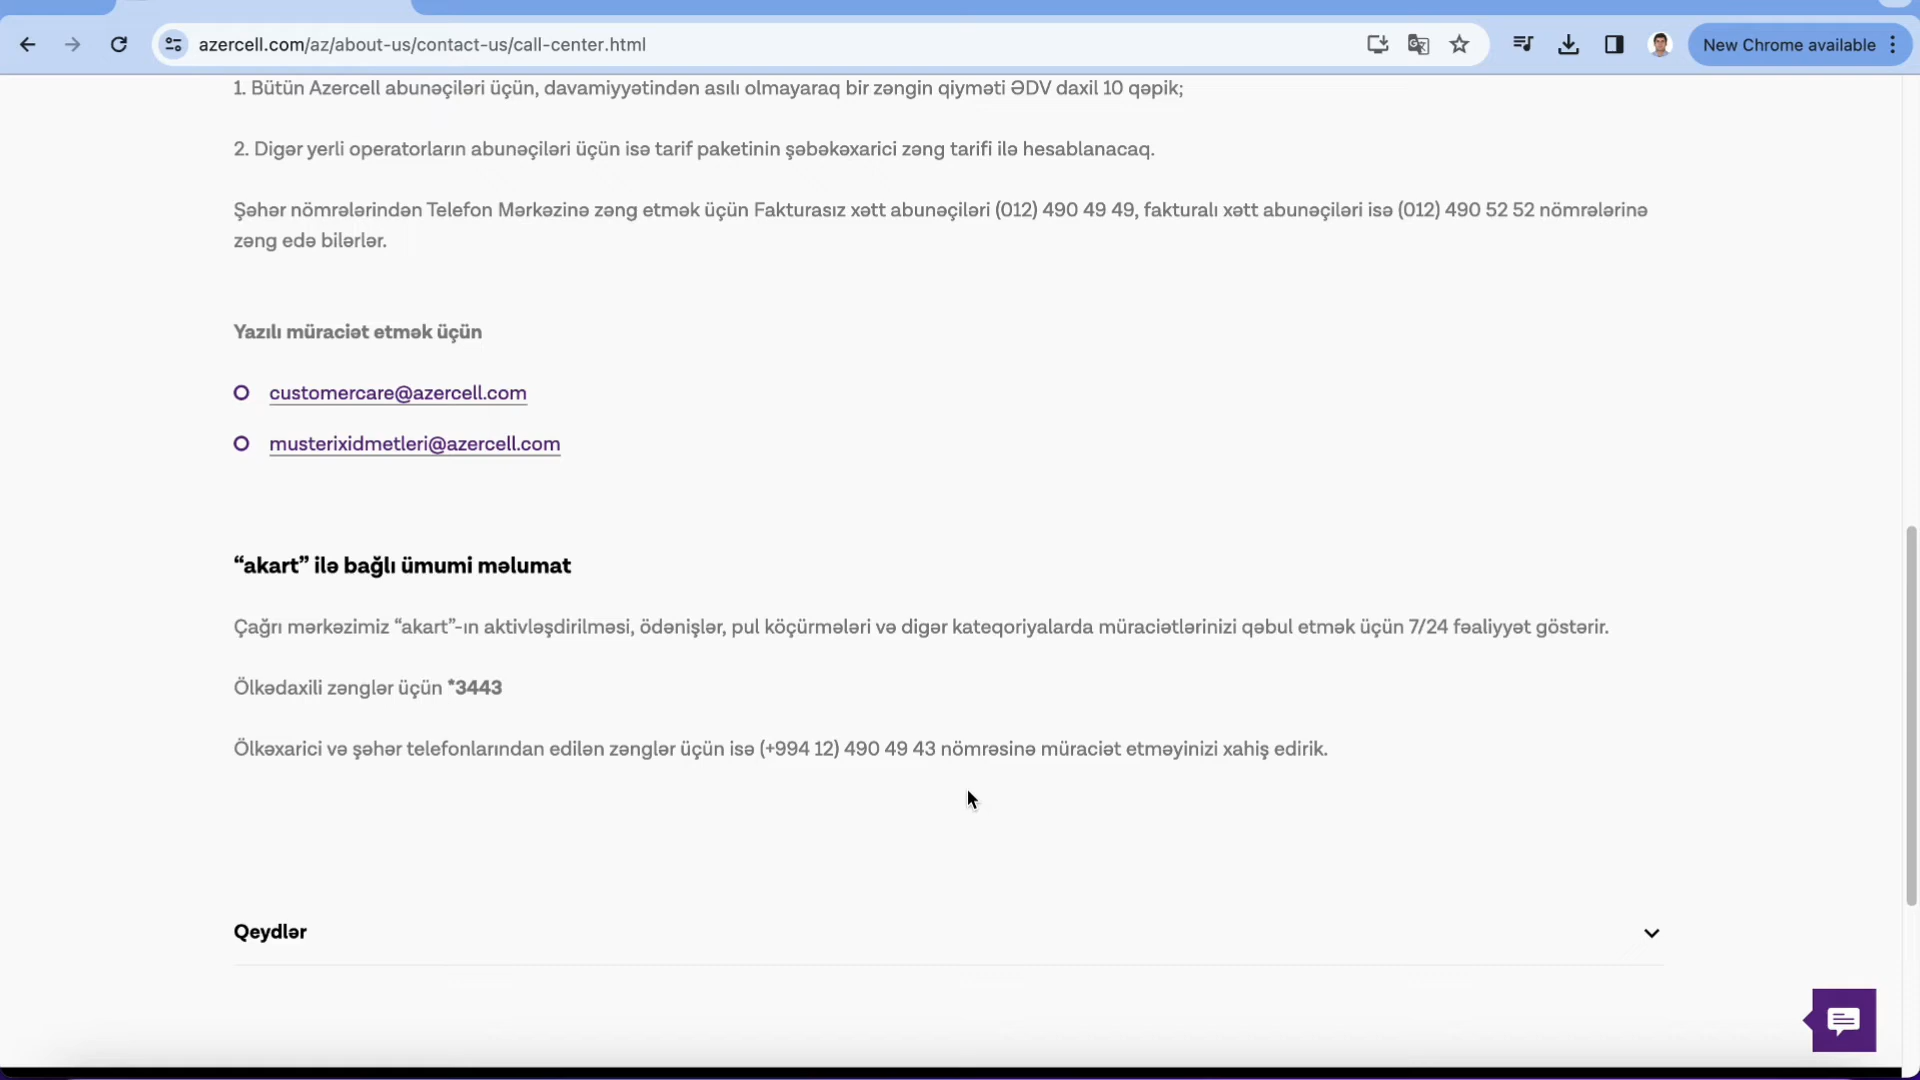 azercell.com/az/about-us/contact-us/call-center.html
New Chrome available
1. Bütün Azercell abunəçiləri üçün, davamiyyətindən asılı olmayaraq bir zəngin qiyməti ƏDV daxil 10 qəpik;
2. Digər yerli operatorların abunəçiləri üçün isə tarif paketinin şəbəkəxarici zəng tarifi ilə hesablanacaq.
Şəhər nömrələrindən Telefon Mərkəzinə zəng etmək üçün Fakturasız xətt abunəçiləri (012) 490 49 49, fakturalı xətt abunəçiləri isə (012) 490 52 52 nömrələrinə
zəng edə bilərlər.
Yazılı müraciət etmək üçün
customercare@azercell.com
musterixidmetleri@azercell.com
“akart” ilə bağlı ümumi məlumat
Çağrı mərkəzimiz “akart”-ın aktivləşdirilməsi, ödənişlər, pul köçürmələri və digər kateqoriyalarda müraciətlərinizi qəbul etmək üçün 7/24 fəaliyyət göstərir.
Ölkədaxili zənglər üçün *3443
Ölkəxarici və şəhər telefonlarından edilən zənglər üçün isə (+994 12) 490 49 43 nömrəsinə müraciət etməyinizi xahiş edirik.
Qeydlər